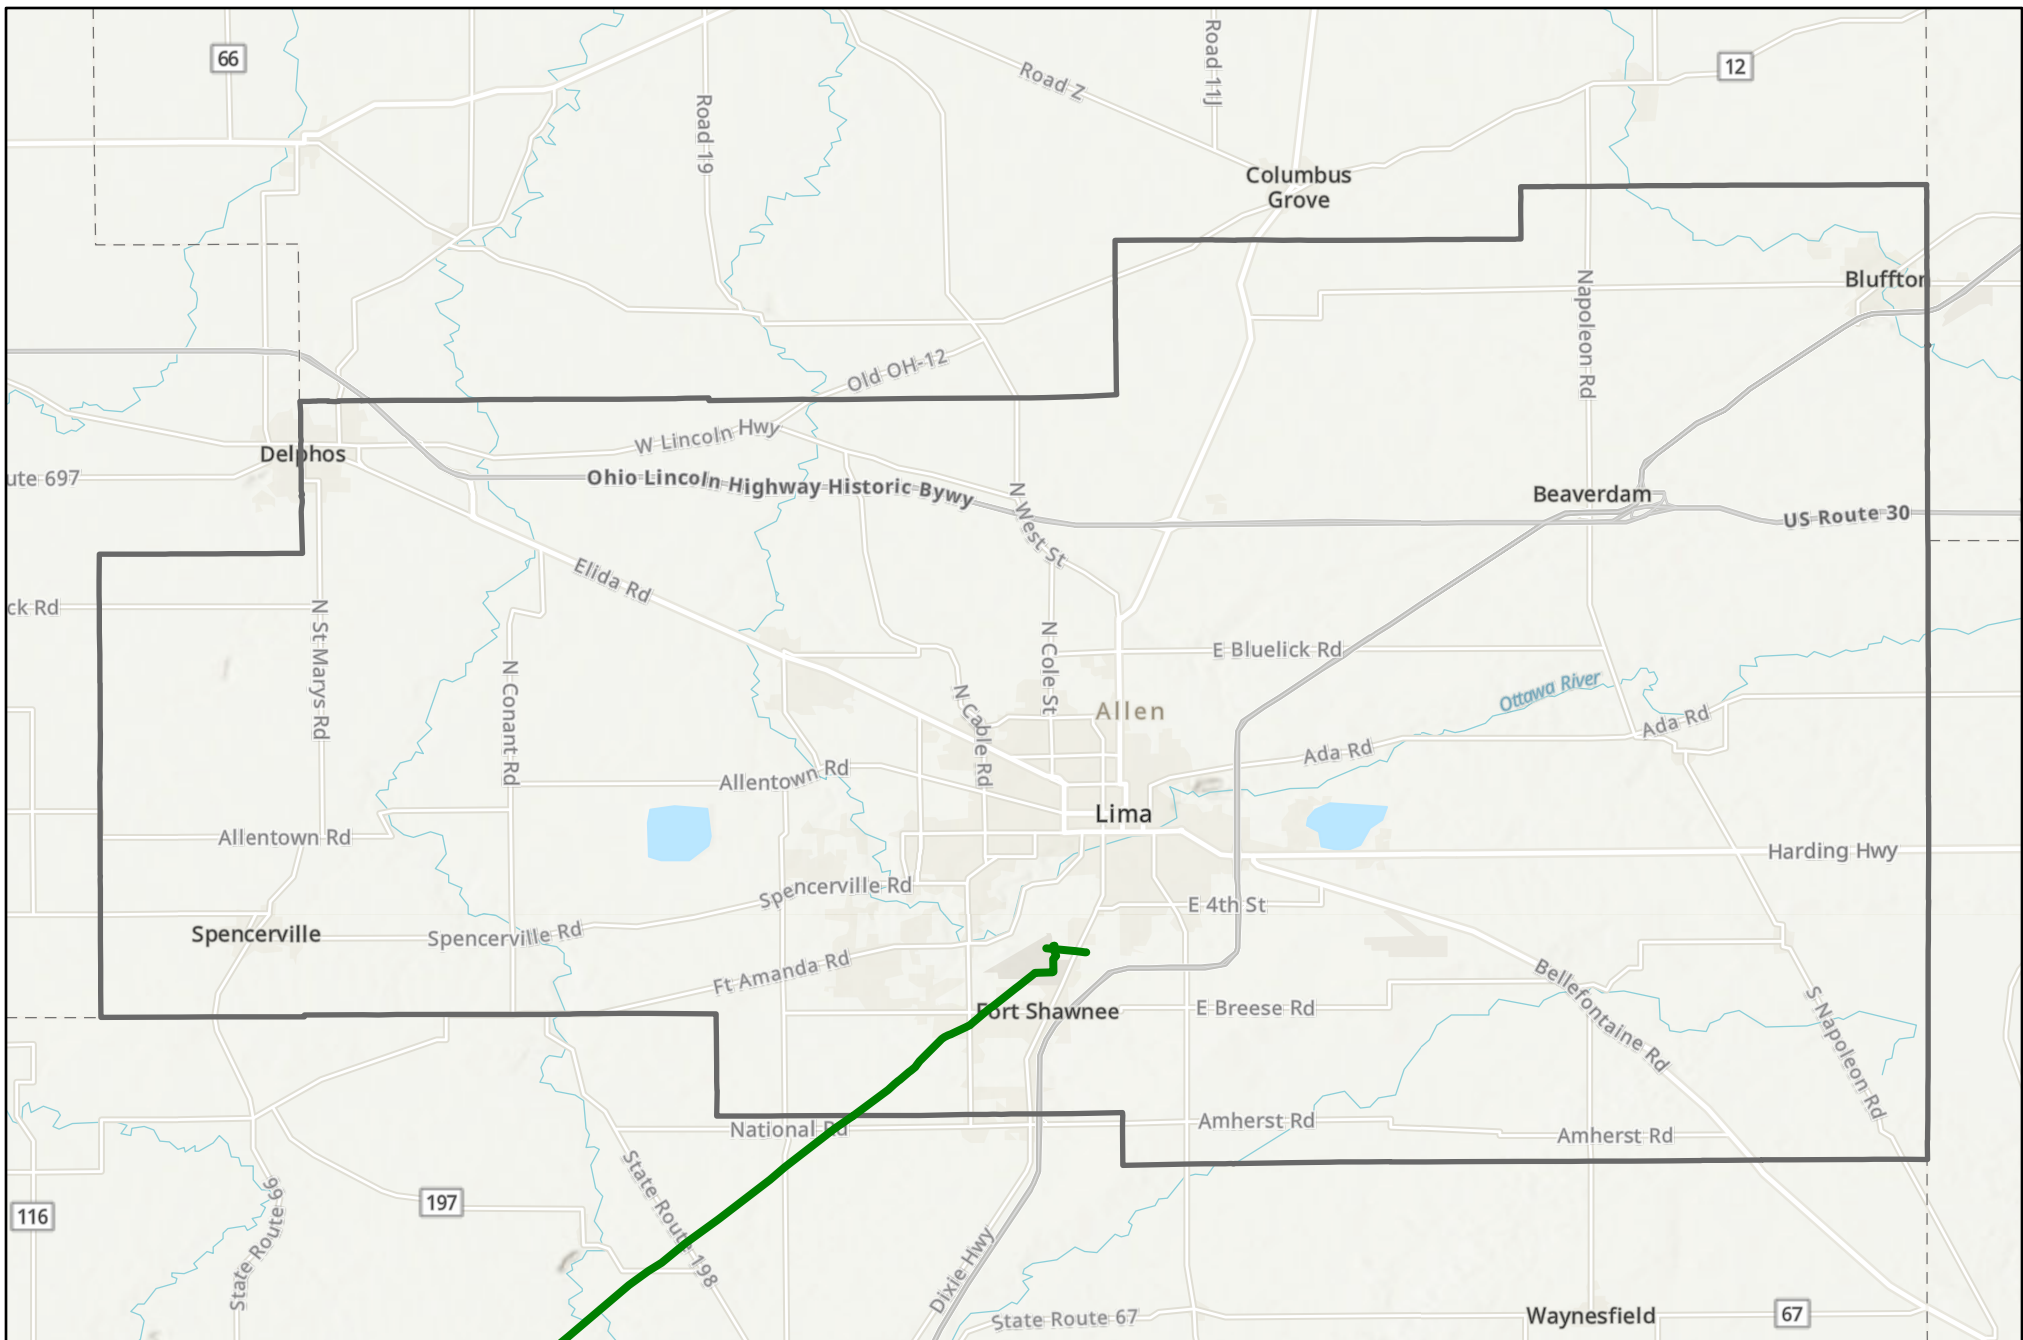 66
12
Road Z
Road 11J
Road 19
Columbus
Grove
Bluffton
Napoleon Rd
Old OH-12
W Lincoln Hwy
Delphos
ute 697
Ohio Lincoln Highway Historic Bywy
N West St
Beaverdam
US Route 30
Elida Rd
ck Rd
N St Marys Rd
N Conant Rd
N Cole St
E Bluelick Rd
N Cable Rd
Allen
Ottawa River
Ada Rd
Ada Rd
Allentown Rd
Lima
Allentown Rd
Harding Hwy
Spencerville Rd
E 4th St
Spencerville
Spencerville Rd
Ft Amanda Rd
Bellefontaine Rd
S Napoleon Rd
Fort Shawnee
E Breese Rd
National Rd
Amherst Rd
Amherst Rd
State Route 66
State Route 198
197
116
Dixie Hwy
State Route 67
Waynesfield
67